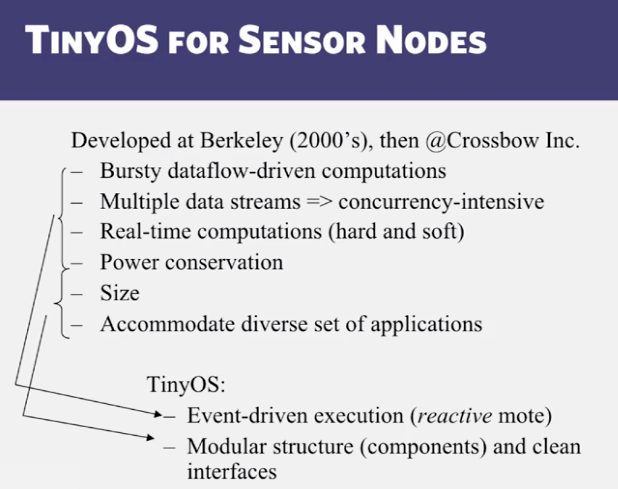 TINYOS FOR SENSOR NODES
Developed at Berkeley (2000's), then @Crossbow Inc.
– Bursty dataflow-driven computations
– Multiple data streams => concurrency-intensive
– Real-time computations (hard and soft)
– Power conservation
– Size
– Accommodate diverse set of applications
TinyOS:
– Event-driven execution (reactive mote)
– Modular structure (components) and clean
interfaces